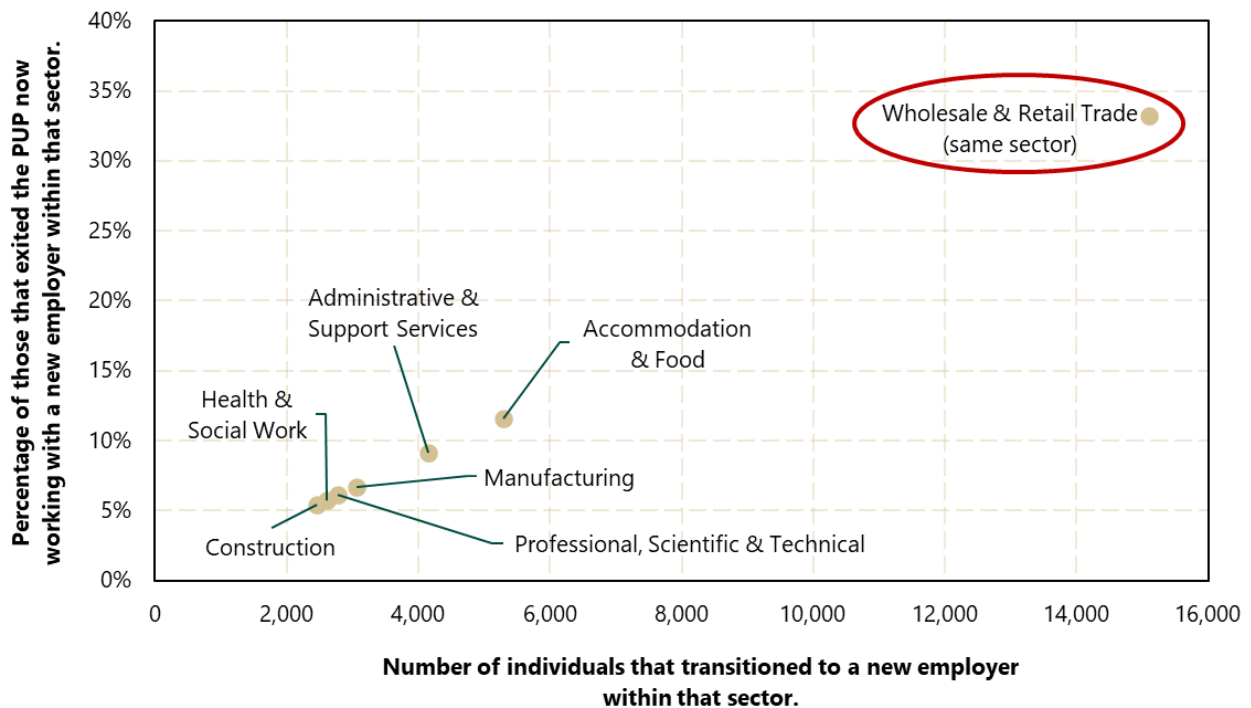 Percentage of those that exited the PUP now
working with a new employer within that sector.
40%
35%
30%
25%
20%
15%
10%
5%
0%
Wholesale & Retail Trade
(same sector)
Administrative &
Support Services
Accommodation
& Food
Health &
Social Work
Manufacturing
Construction
Professional, Scientific & Technical
0
2,000
4,000
6,000
8,000
10,000
12,000
14,000
16,000
Number of individuals that transitioned to a new employer
within that sector.